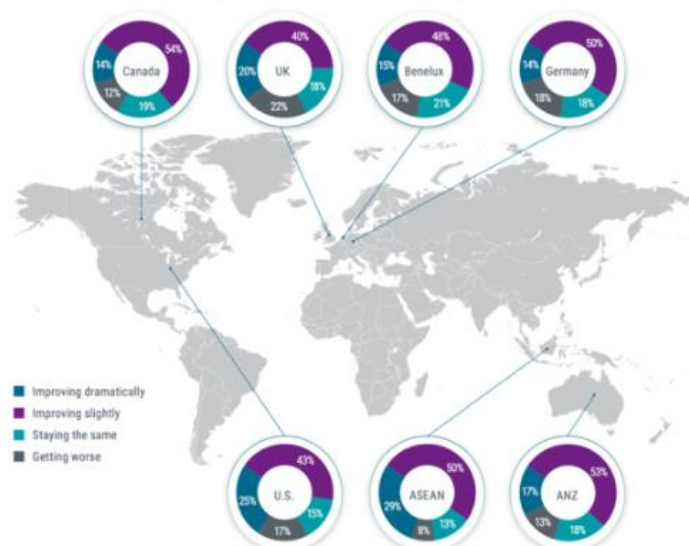 54%
14%
Canada
12%
19%
40%
20%
UK
18%
22%
48%
15%
Benelux
17%
21%
50%
14%
Germany
18%
18%
Improving dramatically
Improving slightly
Staying the same
Getting worse
43%
25%
U.S.
15%
17%
50%
29%
ASEAN
13%
8%
53%
17%
ANZ
13%
18%